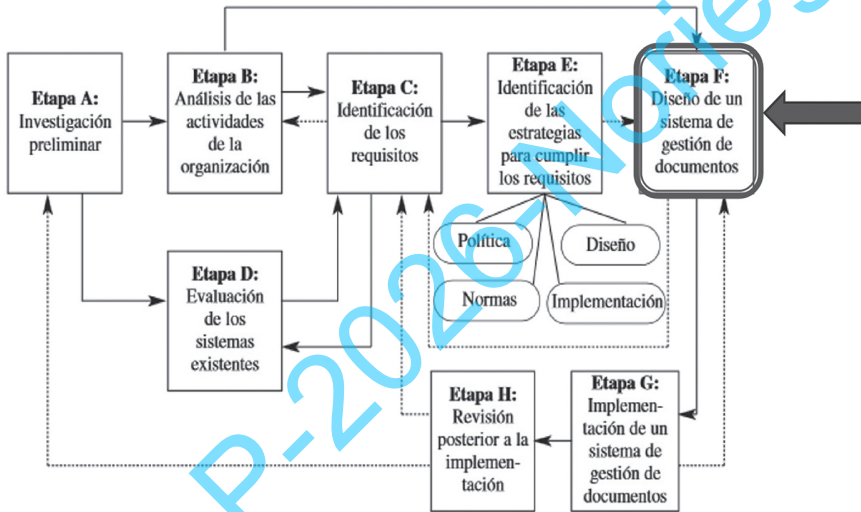 Etapa A:
Investigación
preliminar
Etapa B:
Análisis de las
actividades
de la
organización
Etapa C:
Identificación
de los
requisitos
Etapa E:
Identificación
de las
estrategias
para cumplir
los requisitos
Etapa F:
Diseño de un
sistema de
gestión de
documentos
Política
Diseño
Normas
Implementación
Etapa D:
Evaluación
de los
sistemas
existentes
Etapa H:
Revisión
posterior a la
implemen-
tación
Etapa G:
Implemen-
tación de un
sistema de
gestión de
documentos
P-2026-Norieg